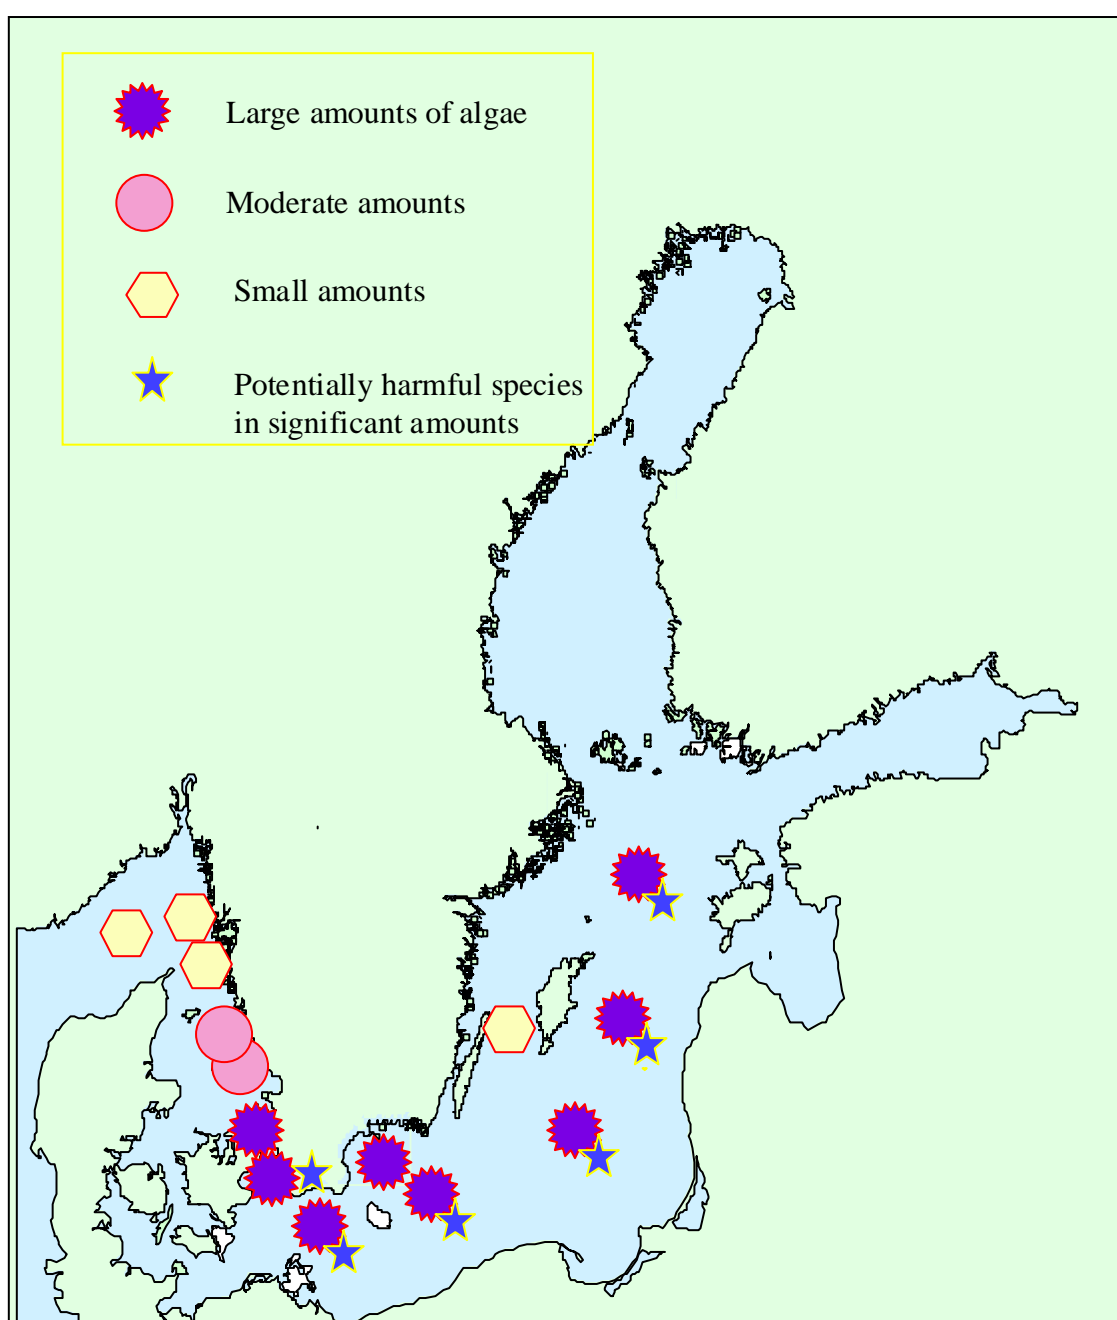 Large amounts of algae
Moderate amounts
Small amounts
Potentially harmful species
in significant amounts